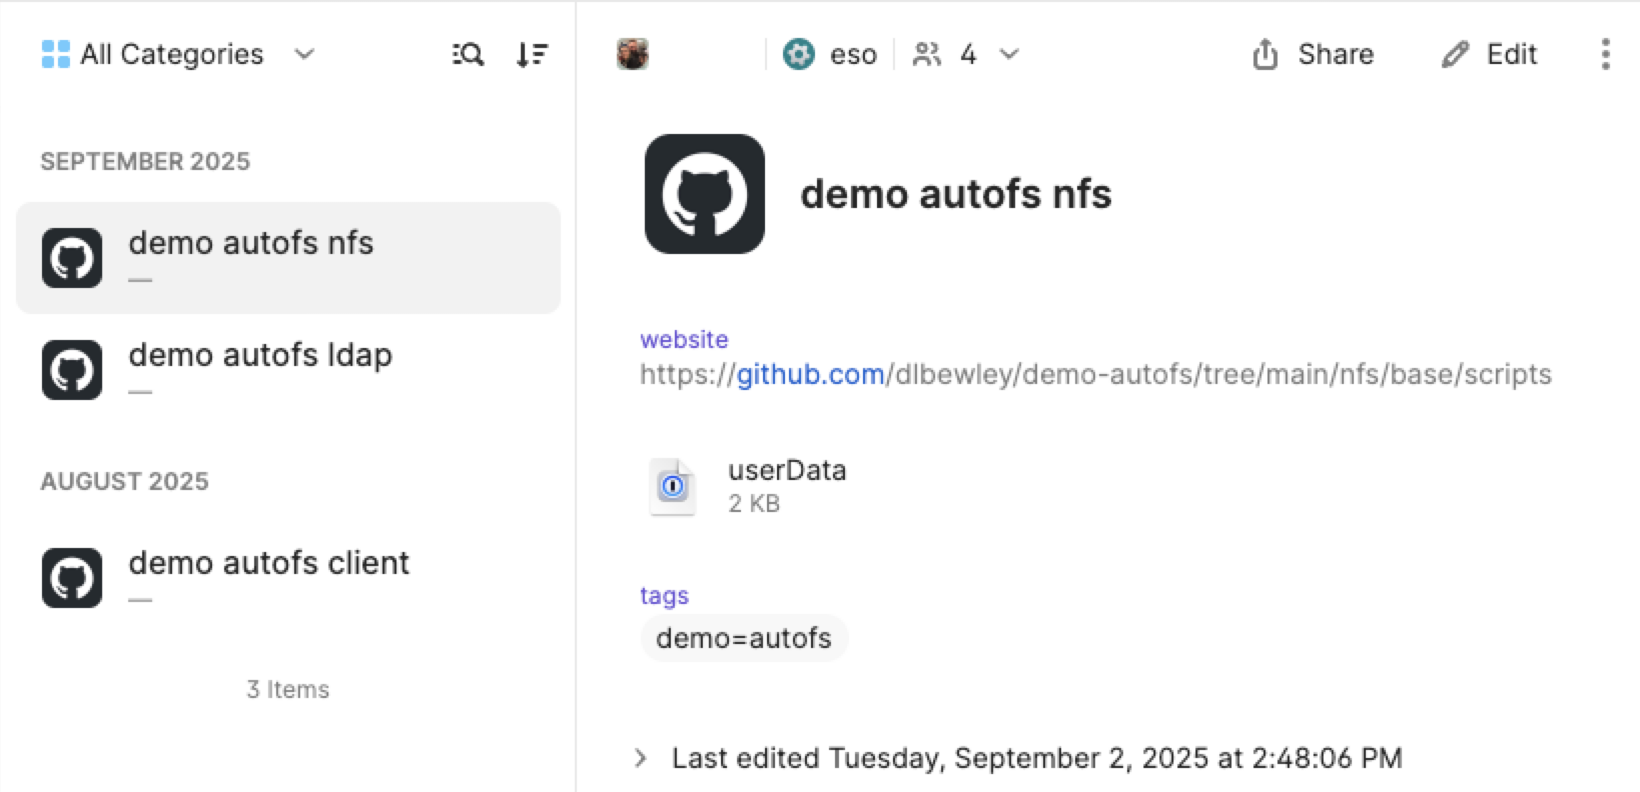 All Categories
SEPTEMBER 2025
demo autofs nfs
—
demo autofs ldap
—
AUGUST 2025
demo autofs client
—
3 Items
eso
4
Share
Edit
demo autofs nfs
website
https://github.com/dlbewley/demo-autofs/tree/main/nfs/base/scripts
userData
2 KB
tags
demo=autofs
Last edited Tuesday, September 2, 2025 at 2:48:06 PM